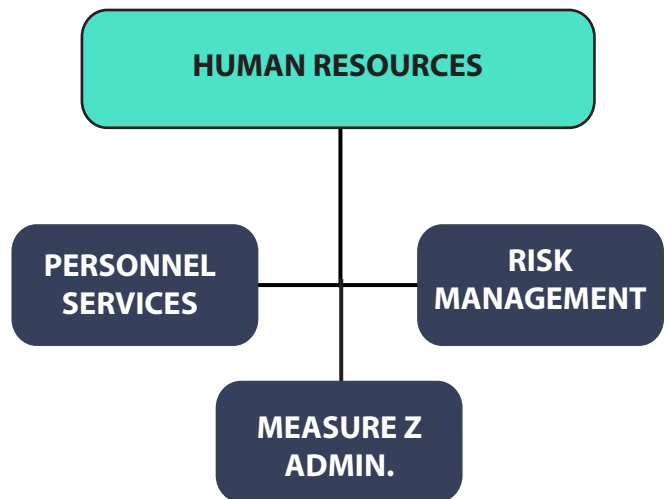 HUMAN RESOURCES
PERSONNEL
SERVICES
RISK
MANAGEMENT
MEASURE Z
ADMIN.